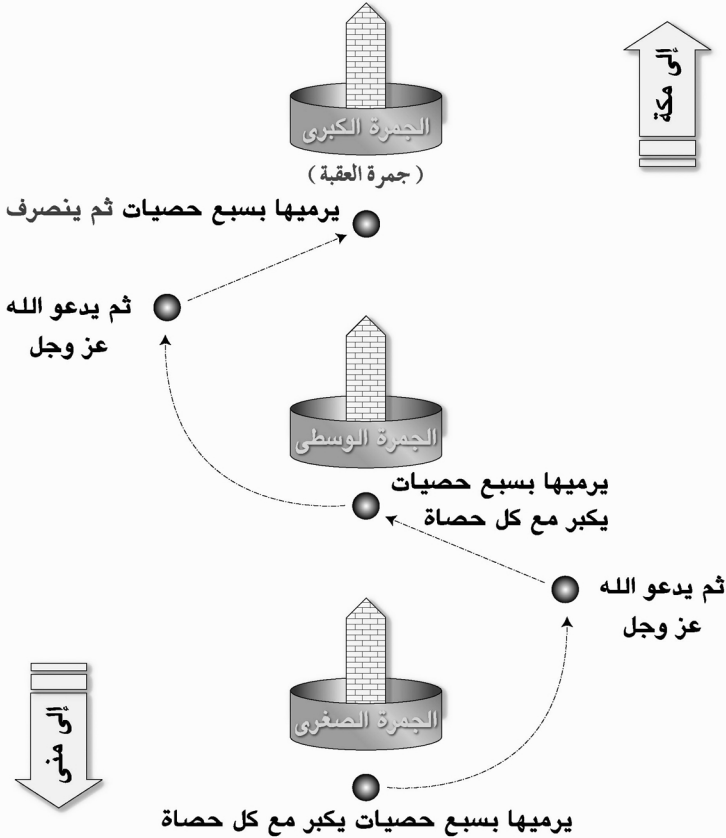 الجمرة الكبرى
إلى مكة
(جمرة العقبة)
يرميها بسبع حصيات ثم ينصرف
ثم يدعو الله
عز وجل
الجمرة الوسطى
يرميها بسبع حصيات
يكبر مع كل حصاة
ثم يدعو الله
عز وجل
الجمرة الصغرى
إلى منى
يرميها بسبع حصيات يكبر مع كل حصاة